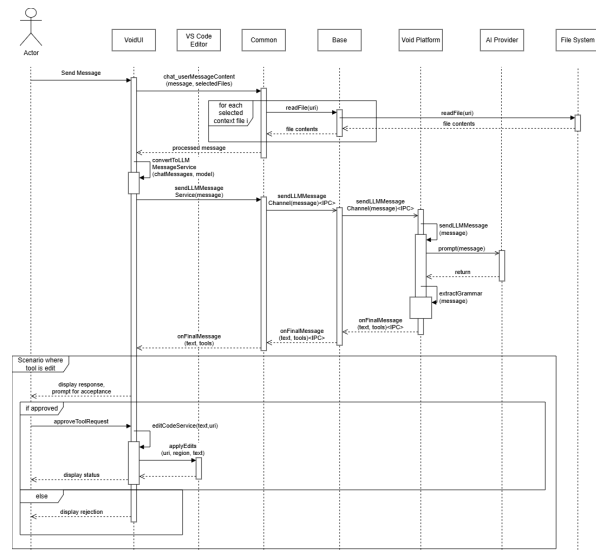 Actor
VoidUI
VS Code
Editor
Common
Base
Void Platform
AI Provider
File System
Send Message
chat_userMessageContent
(message, selectedFiles)
for each
selected
context file i
readFile(uri)
readFile(uri)
file contents
file contents
processed message
convertToLLM
MessageService
(chatMessages, model)
sendLLMMessage
Service(message)
sendLLMMessage
Channel(message)<IPC>
sendLLMMessage
Channel(message)<IPC>
sendLLMMessage
(message)
prompt(message)
return
extractGrammar
(message)
onFinalMessage
(text, tools)<IPC>
onFinalMessage
(text, tools)<IPC>
onFinalMessage
(text, tools)
Scenario where
tool is edit
display response,
prompt for acceptance
if approved
approveToolRequest
editCodeService(text,uri)
applyEdits
(uri, region, text)
display status
else
display rejection